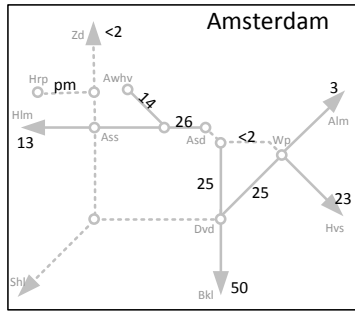 Amsterdam
Zd
<2
Hrp
pm
Awhv
14
3
Hlm
13
Ass
26
Asd
<2
Wp
Alm
25
25
23
Hvs
Dvd
Shl
Bkl
50